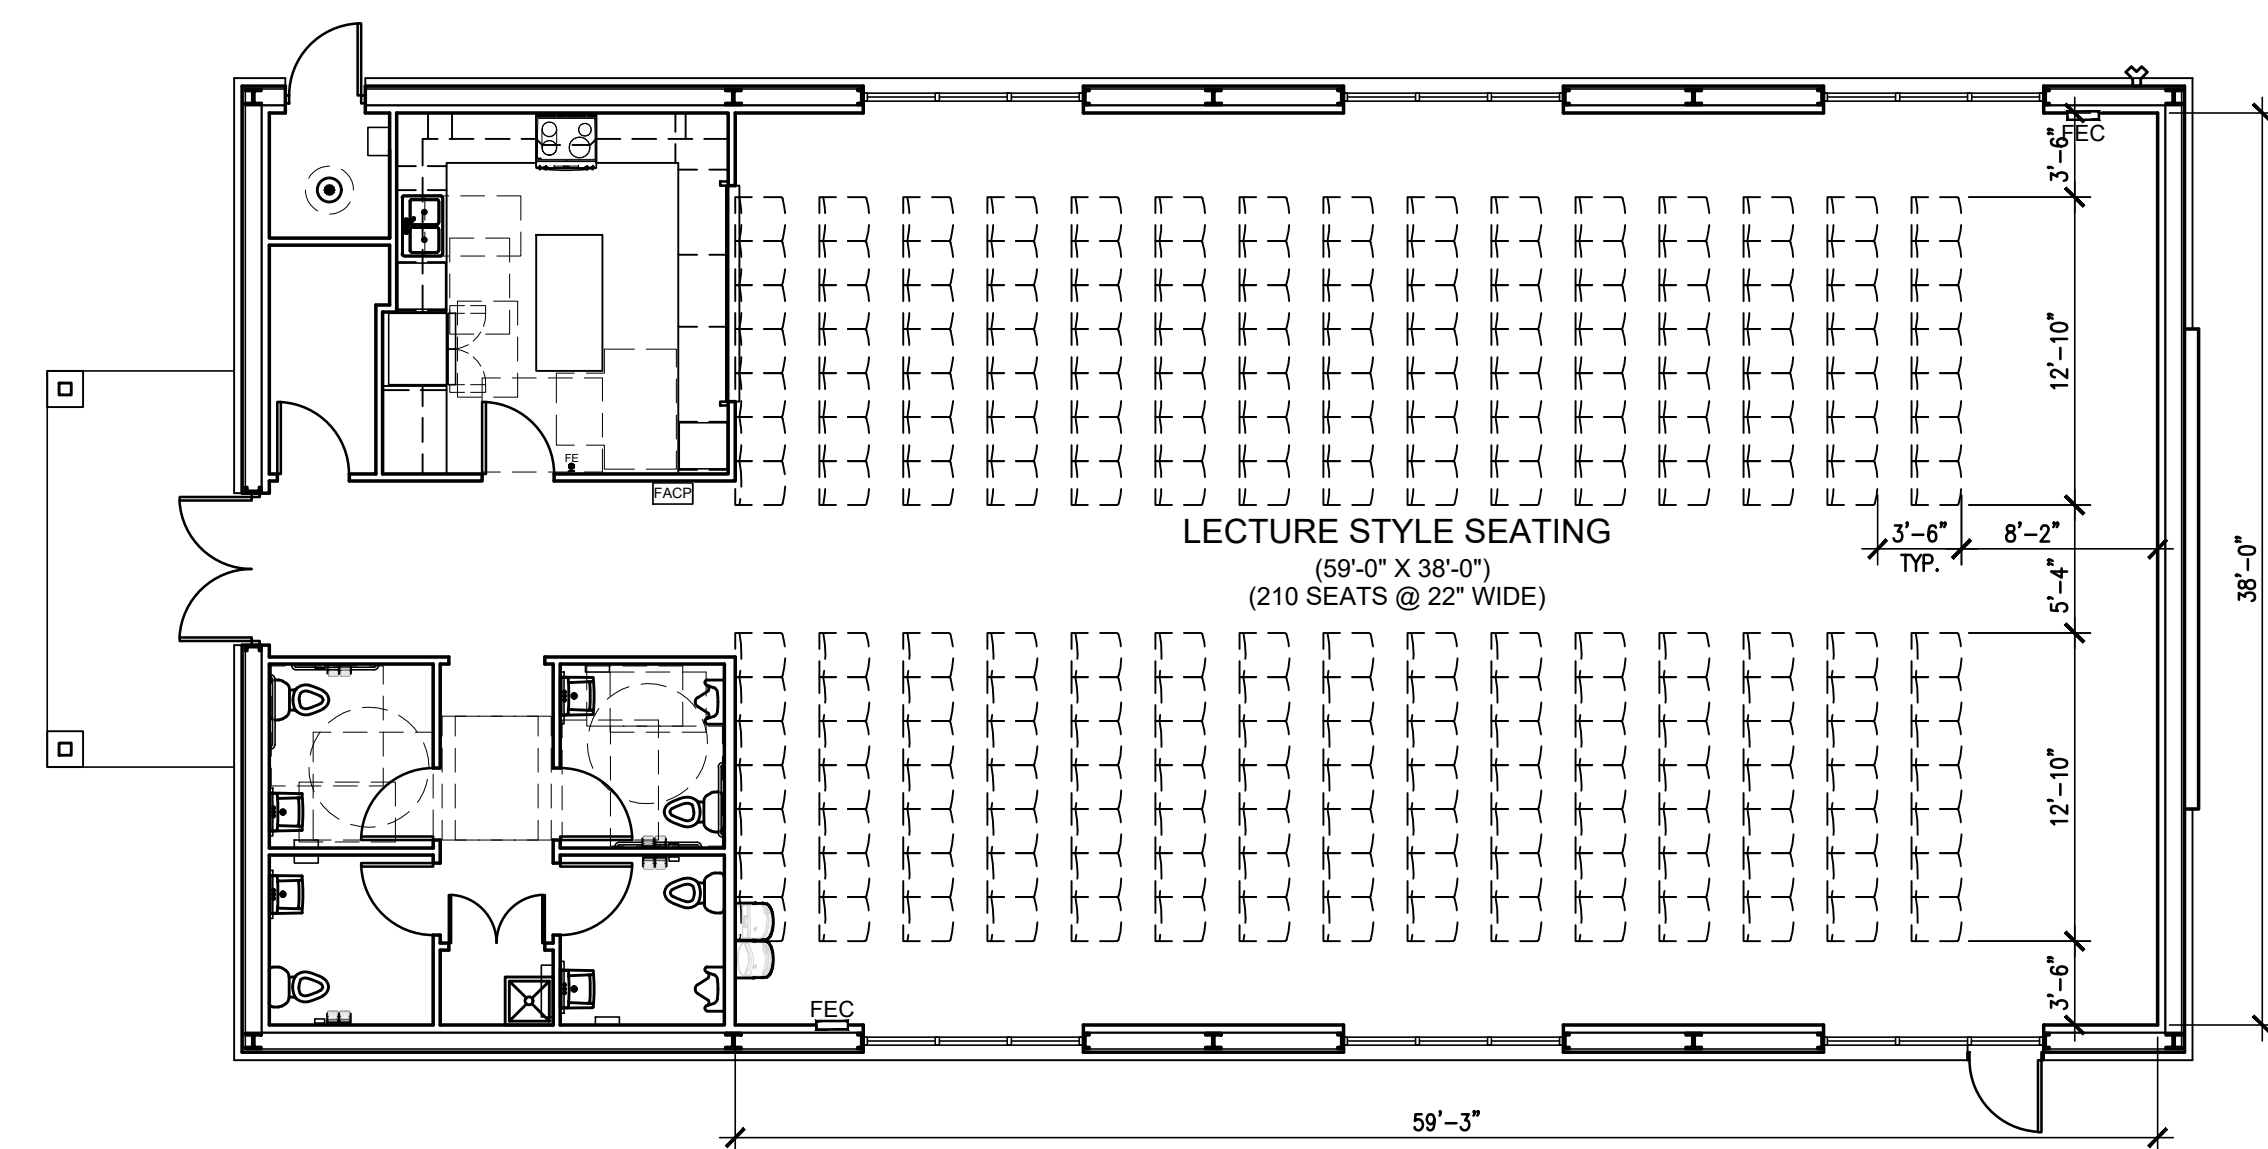 FEC
3'-6"
12'-10"
FE
FACP
LECTURE STYLE SEATING
(59'-0" X 38'-0")
(210 SEATS @ 22" WIDE)
3'-6"
TYP.
8'-2"
5'-4"
38'-0"
12'-10"
3'-6"
FEC
59'-3"